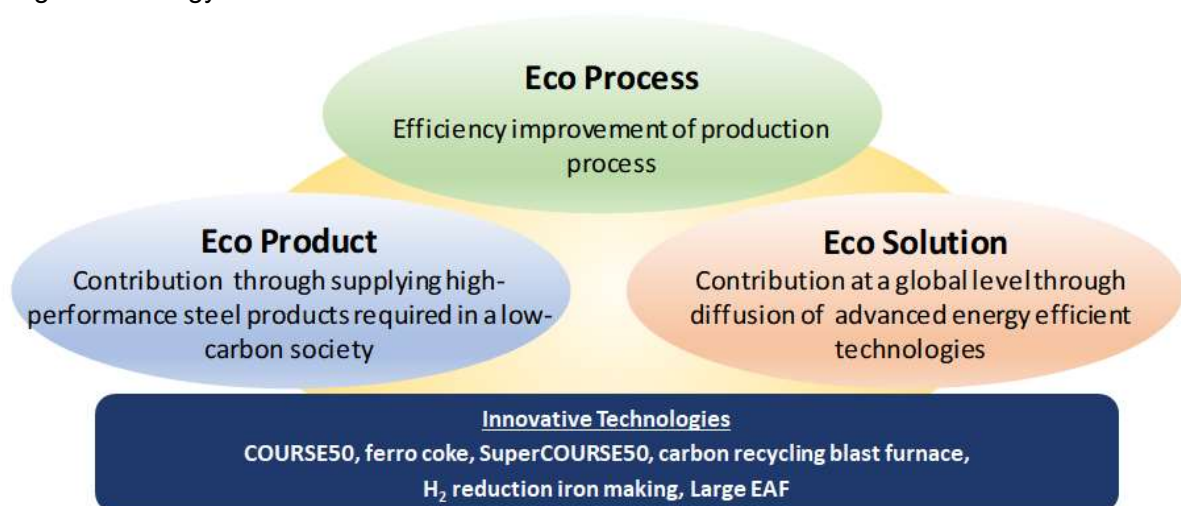 Eco Process
Efficiency improvement of production
process
Eco Product
Contribution through supplying high-
performance steel products required in a low-
carbon society
Eco Solution
Contribution at a global level through
diffusion of advanced energy efficient
technologies
Innovative Technologies
COURSE50, ferro coke, SuperCOURSE50, carbon recycling blast furnace,
H₂ reduction iron making, Large EAF